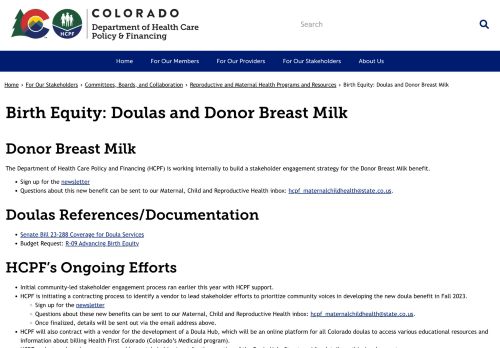 COLORADO
Department of Health Care
Policy & Financing
HCPF
Search
Home
For Our Members
For Our Providers
For Our Stakeholders
About Us
Home › For Our Stakeholders › Committees, Boards, and Collaboration › Reproductive and Maternal Health Programs and Resources › Birth Equity: Doulas and Donor Breast Milk
Birth Equity: Doulas and Donor Breast Milk
Donor Breast Milk
The Department of Health Care Policy and Financing (HCPF) is working internally to build a stakeholder engagement strategy for the Donor Breast Milk benefit.
• Sign up for the newsletter
• Questions about this new benefit can be sent to our Maternal, Child and Reproductive Health inbox: hcpf_maternalchildhealth@state.co.us.
Doulas References/Documentation
• Senate Bill 23-288 Coverage for Doula Services
• Budget Request: R-09 Advancing Birth Equity
HCPF's Ongoing Efforts
• Initial community-led stakeholder engagement process ran earlier this year with HCPF support.
• HCPF is initiating a contracting process to identify a vendor to lead stakeholder efforts to prioritize community voices in developing the new doula benefit in Fall 2023.
◦ Sign up for the newsletter
◦ Questions about these new benefits can be sent to our Maternal, Child and Reproductive Health inbox: hcpf_maternalchildhealth@state.co.us.
◦ Once finalized, details will be sent out via the email address above.
• HCPF will also contract with a vendor for the development of a Doula Hub, which will be an online platform for all Colorado doulas to access various educational resources and
information about billing Health First Colorado (Colorado's Medicaid program).